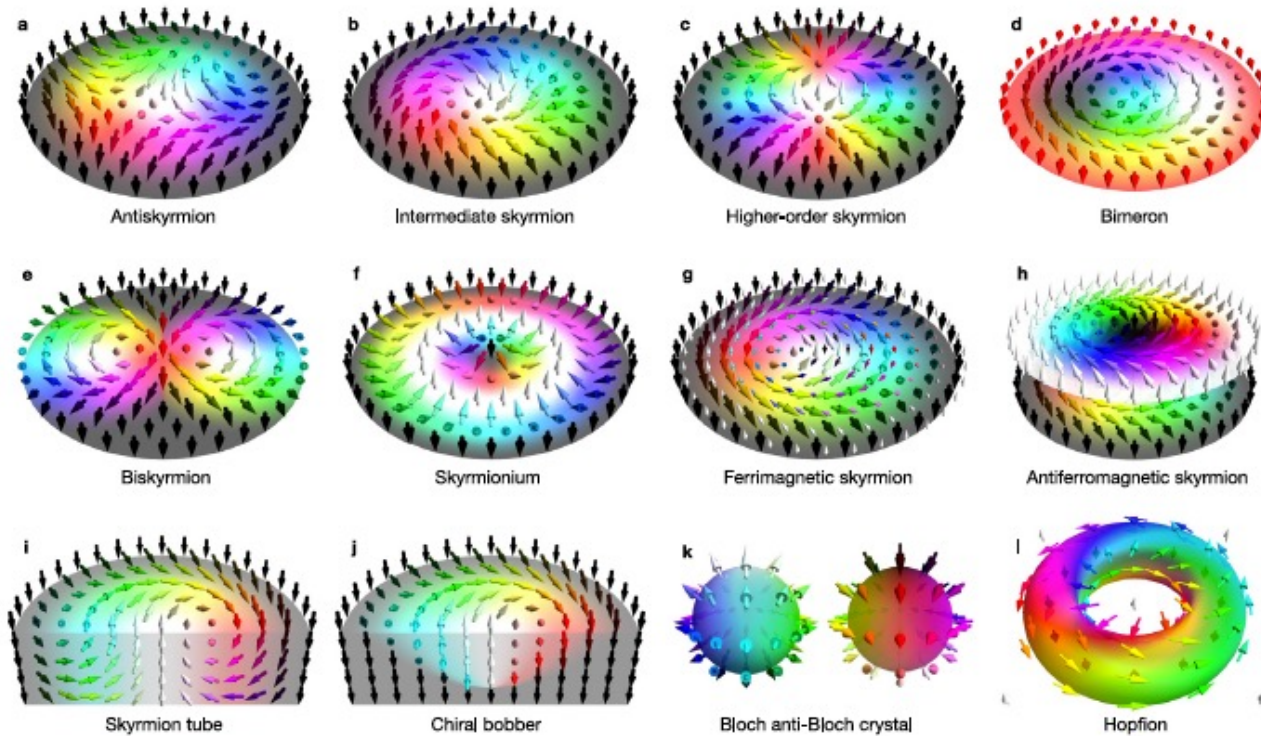 a b c d
Antiskyrmion Intermediate skyrmion Higher-order skyrmion Bimeron
e f g h
Biskyrmion Skyrmionium Ferrimagnetic skyrmion Antiferromagnetic skyrmion
i j k l
Skyrmion tube Chiral bobber Bloch anti-Bloch crystal Hopfion